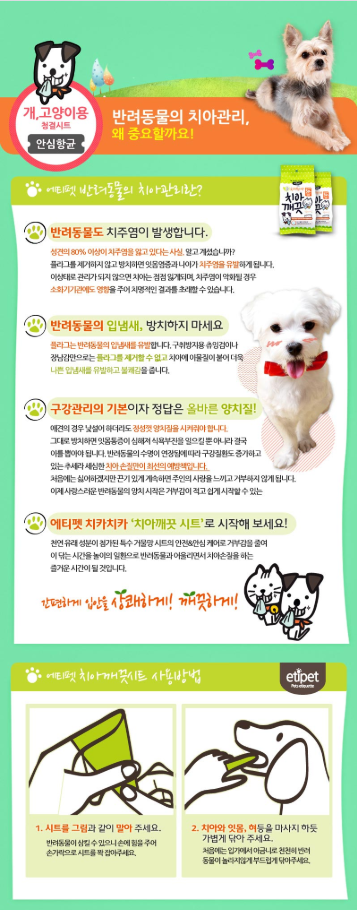 개,고양이용
청결시트
안심항균
반려동물의 치아관리,
왜 중요할까요!
에티펫 반려동물의 치아관리란?
치아
깨끗
반려동물도 치주염이 발생합니다.
성견의 80% 이상이 치주염을 앓고 있다는 사실, 알고 계셨습니까?
플라그를 제거하지 않고 방치하면 잇몸염증과 나아가 치주염을 유발하게 됩니다.
이상태로 관리가 되지 않으면 치아는 점점 잃게되며, 치주염이 악화될 경우
소화기기관에도 영향을 주어 치명적인 결과를 초래할 수 있습니다.
반려동물의 입냄새, 방치하지 마세요
플라그는 반려동물의 입냄새를 유발합니다. 구취방지용 츄잉껌이나
장난감만으로는 플라그를 제거할 수 없고 치아에 이물질이 붙어 더욱
나쁜 입냄새를 유발하고 불쾌감을 줍니다.
구강관리의 기본이자 정답은 올바른 양치질!
애견의 경우 낯설어 하더라도 정성껏 양치질을 시켜줘야 합니다.
그대로 방치하면 잇몸통증이 심해져 식욕부진을 일으킬 뿐 아니라 결국
이를 뽑아야 됩니다. 반려동물의 수명이 연장됨에 따라 구강질환도 증가하고
있는 추세라 세심한 치아 손질만이 최선의 예방책입니다.
처음에는 싫어하겠지만 끈기 있게 계속하면 주인의 사랑을 느끼고 거부하지 않게 됩니다.
이제 사랑스러운 반려동물의 양치 시작은 거부감이 적고 쉽게 시작할 수 있는
에티펫 치카치카 '치아깨끗 시트'로 시작해 보세요!
천연 유래 성분이 첨가된 특수 거물망 시트의 안전&안심 케어로 거부감을 줄여
이 닦는 시간을 놀이의 일환으로 반려동물과 어울리면서 치아손질을 하는
즐거운 시간이 될 것입니다.
간편하게 입안을 상쾌하게! 깨끗하게!
에티펫 치아깨끗시트 사용방법
etipet
Pets etiquette
1. 시트를 그림과 같이 말아 주세요.
반려동물이 삼킬 수 있으니 손에 힘을 주어
손가락으로 시트를 꽉 잡아주세요.
2. 치아와 잇몸, 혀등을 마사지 하듯
가볍게 닦아 주세요.
처음에는 입가에서 어금니로 천천히 반려
동물이 놀라지않게 부드럽게 닦아주세요.